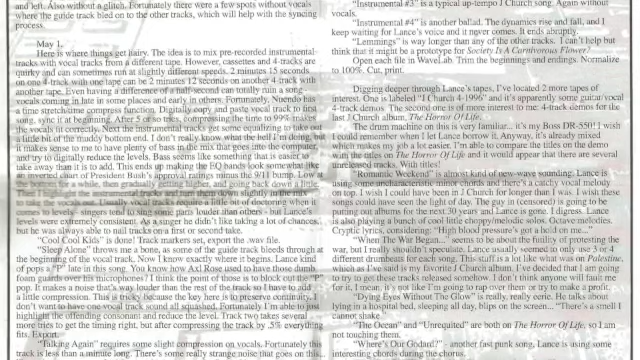 and left. Also without a glitch. Fortunately there were a few spots without vocals
where the guide track bled on to the other tracks, which will help with the syncing
process.
May 1.
Here is where things get hairy. The idea is to mix pre-recorded instrumental-
tracks with vocal tracks from a different tape. However, cassettes and 4-tracks are
quirky and can sometimes run at slightly different speeds. 2 minutes 15 seconds
on one 4-track with one tape can be 2 minutes 12 seconds on another 4-track with
another tape. Even having a difference of a half-second can totally ruin a song -
vocals coming in late in some places and early in others. Fortunately, Nuendo has
a time stretch/time compress function. Digitally copy and paste vocal track to first
song, sync it at beginning. After 5 or so tries, compressing the time to 99% makes
the vocals fit correctly. Next the instrumental tracks get some equalizing to take out
a little bit of the muddy bottom end. I don't really know what the hell I'm doing, but
it makes sense to me to have plenty of bass in the mix that goes into the computer,
and try to digitally reduce the levels. Bass seems like something that is easier to
take away than it is to add. This ends up making the EQ bands look somewhat like
an inverted chart of President Bush's approval ratings minus the 9/11 bump. Low at
the bottom for a while, then gradually getting higher, and going back down a little.
I highlight the instrumental tracks and turn them down slightly in the mix
to take the vocals out. Usually vocal tracks require a little bit of doctoring when it
comes to levels - singers tend to sing some parts louder than others - but Lance's
levels were extremely consistent. As a singer he didn't like taking a lot of chances,
but he was always able to nail tracks on a first or second take.
"Cool Cool Kids" is done! Track markers set, export the .wav file.
"Sleep Alone" throws me a bone, as some of the guide track bleeds through at
the beginning of the vocal track. Now I know exactly where it begins. Lance kind
of pops a "P" late in this song. You know how Axl Rose used to have those dumb
foam guards over his microphones? I think the point of those is to block out the "P"
pop. It makes a noise that's way louder than the rest of the track so I have to add
a little compression. This is tricky because the key here is to preserve continuity. I
don't want to have one vocal track sound all squished. Fortunately I'm able to just
highlight the offending consonant and reduce the level. Track two takes several
more tries to get the timing right, but after compressing the track by .5% everything
fits. Export.
"Talking Again" requires some slight compression on vocals. Fortunately this
track is less than a minute long. There's some really strange noise that goes on this
"Instrumental #3" is a typical up-tempo J Church song. Again without
vocals.
"Instrumental #4" is another ballad. The dynamics rise and fall, and I
keep waiting for Lance's voice and it never comes. It ends abruptly.
"Lemmings" is way longer than any of the other tracks. I can't help but
think that it might be a prototype for Society Is A Carnivorous Flower?
Open each file in WaveLab. Trim the beginnings and endings. Normalize
to 100%. Cut, print.
Digging deeper through Lance's tapes, I've located 2 more tapes of
interest. One is labeled "J Church 4-1996" and it's apparently some guitar/vocal
4-track demos. The second one is of more interest to me: 4-track demos for the
last J Church album, The Horror Of Life.
The drum machine on this is very familiar... it's my Boss DR-550! I wish
I could remember when I let Lance borrow it. Anyway, it's already mixed
which makes my job a lot easier. I'm able to compare the titles on the demo
with the titles on The Horror Of Life and it would appear that there are several
unreleased tracks. With titles!
"Romantic Weekend" is almost kind of new-wave sounding. Lance is
using some uncharacteristic minor chords and there's a catchy vocal melody
on top. I wish I could have been in J Church for longer than I was. I wish these
songs could have seen the light of day. The guy in (censored) is going to be
putting out albums for the next 30 years and Lance is gone. I digress. Lance
is also playing a bunch of cool little choppy/melodic solos. Octave melodies.
Cryptic lyrics, considering: "High blood pressure's got a hold on me..."
"When The War Began..." seems to be about the futility of protesting the
war, but I really shouldn't speculate. Lance usually seemed to only use 3 or 4
different drumbeats for each song. This stuff is a lot like what was on Palestine,
which as I've said is my favorite J Church album. I've decided that I am going
to try to get these tracks released somehow. I don't think anyone will fault me
for it, I mean, it's not like I'm going to rap over them or try to make a profit.
"Dying Eyes Without The Glow" is really, really eerie. He talks about
lying in a hospital bed, sleeping all day, blips on the screen... "There's a smell I
cannot shake."
"The Ocean" and "Unrequited" are both on The Horror Of Life, so I am
not touching them.
"Where's Our Godard?" - another fast punk song... Lance is using some
interesting chords during the chorus.